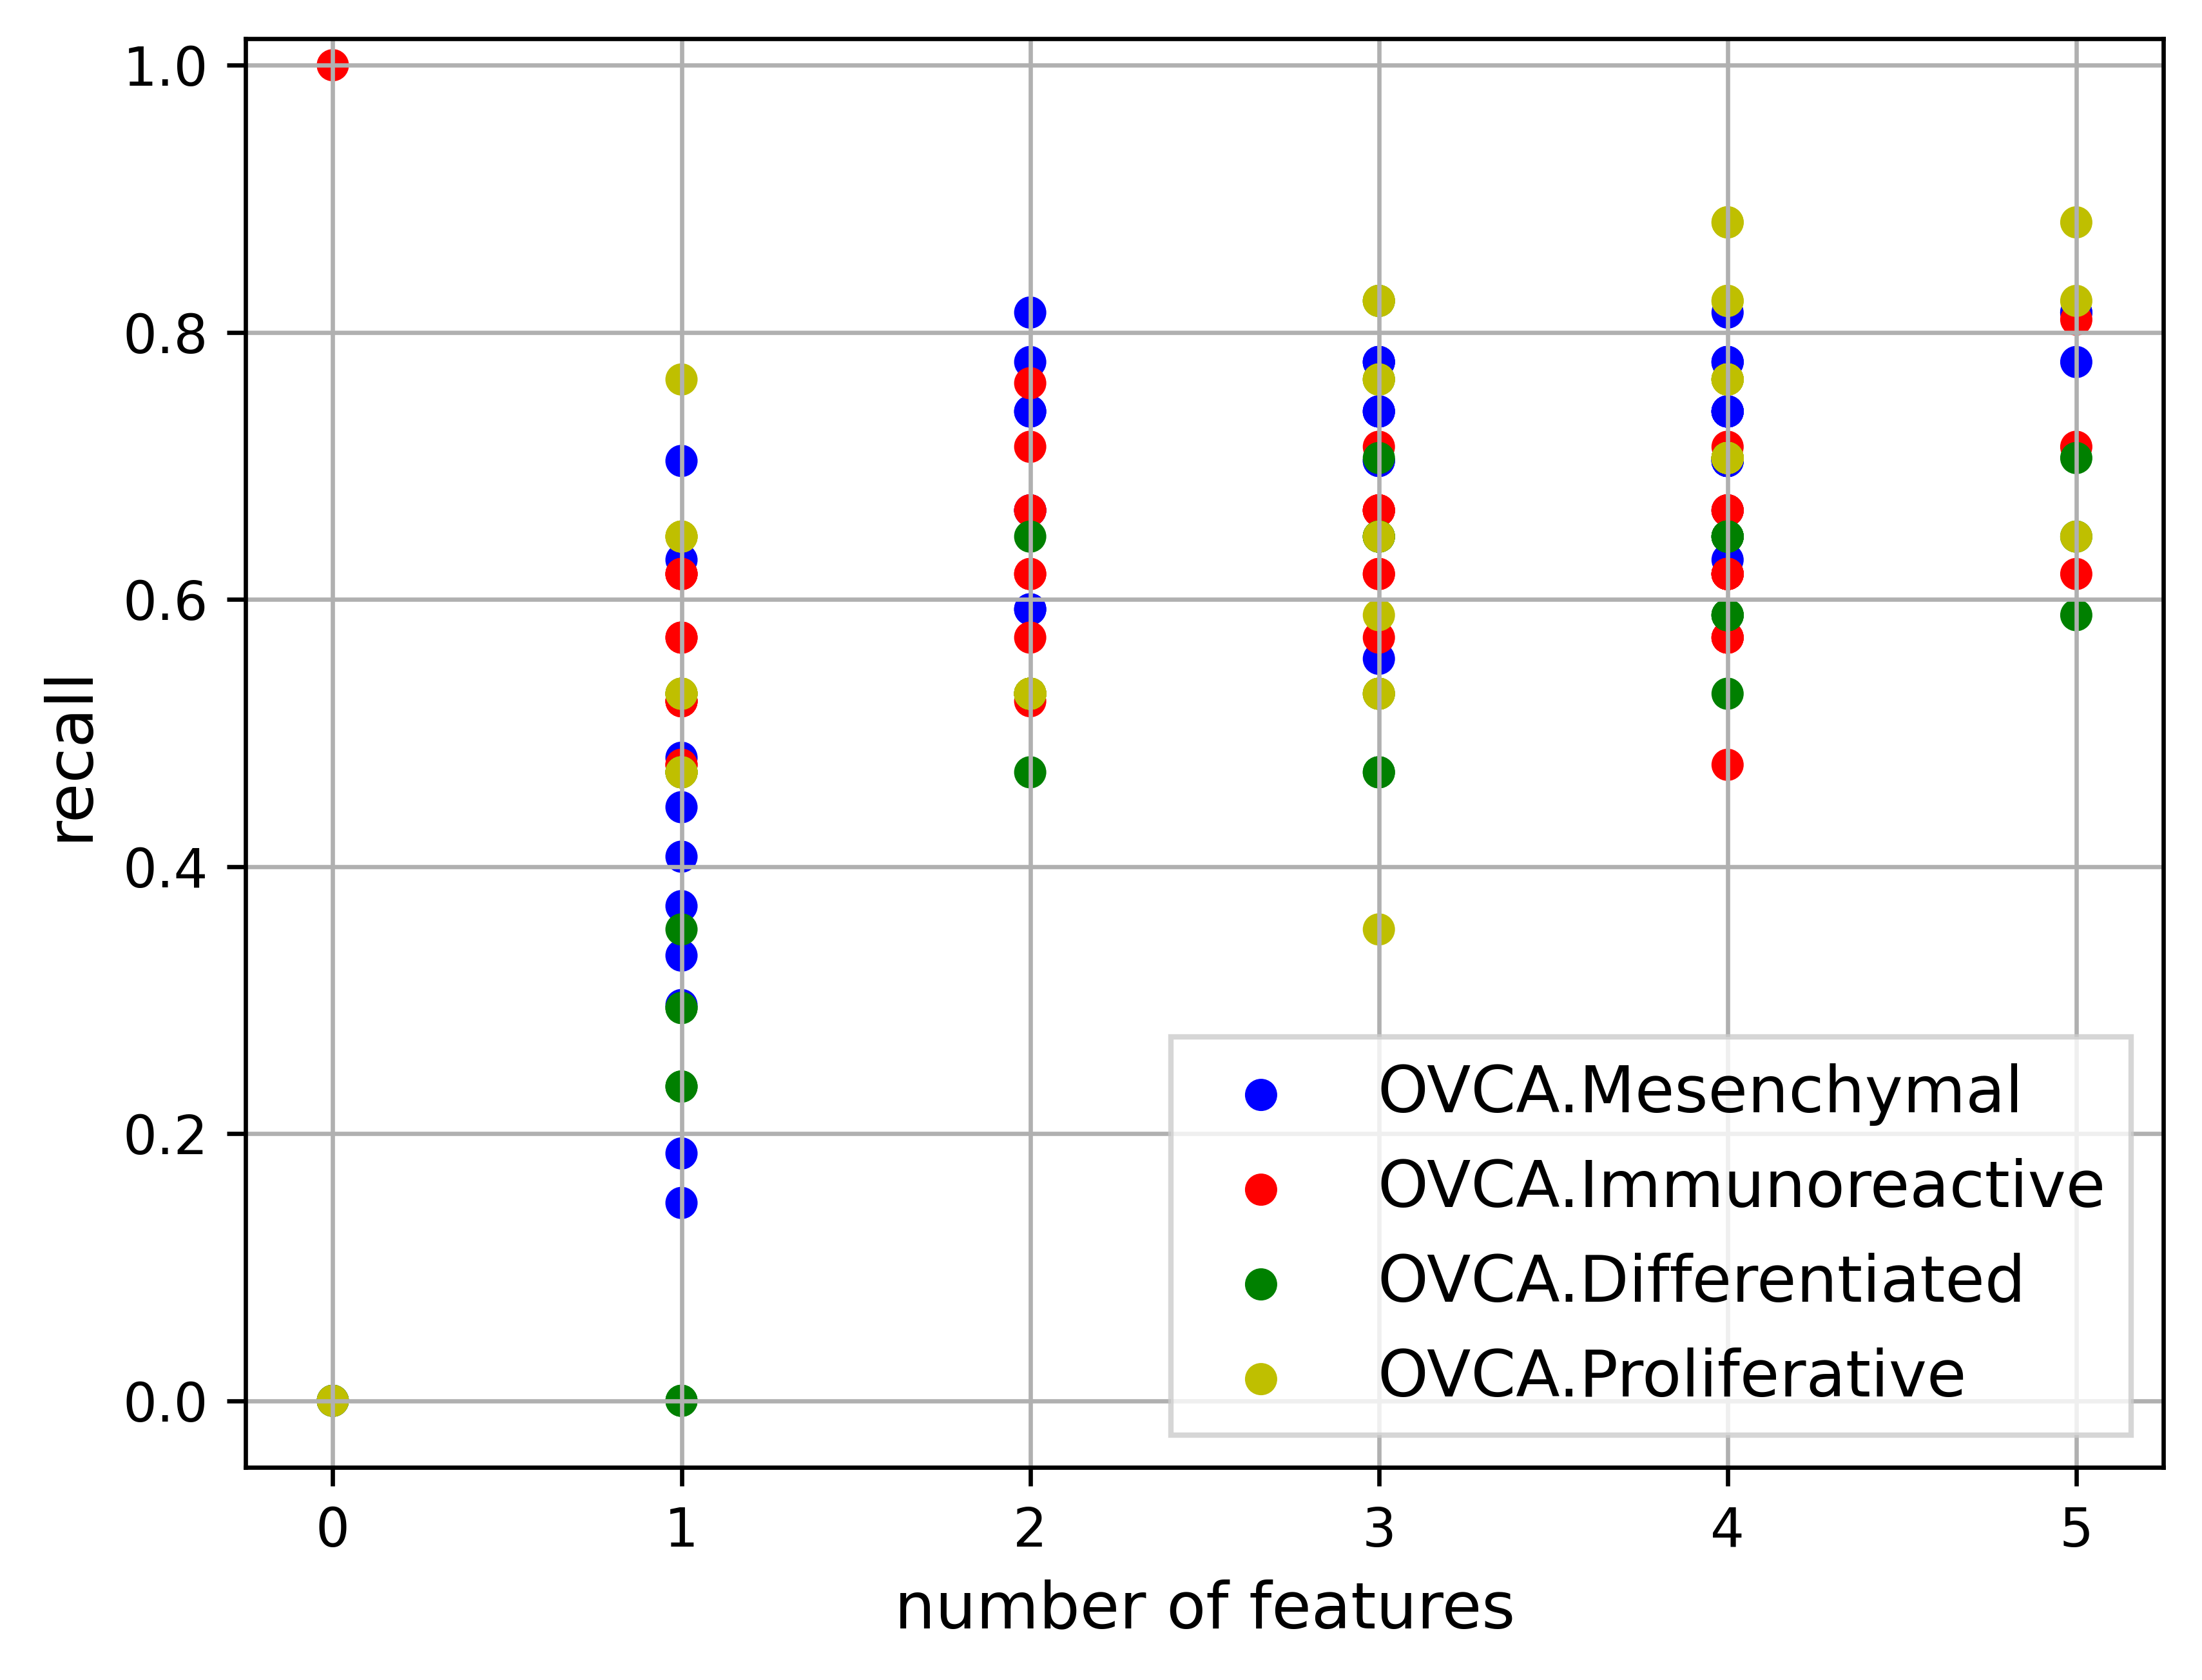 1.0
0.8
0.6
0.4
0.2
0.0
recall
0 1 2 3 4 5
number of features
OVCA.Mesenchymal
OVCA.Immunoreactive
OVCA.Differentiated
OVCA.Proliferative